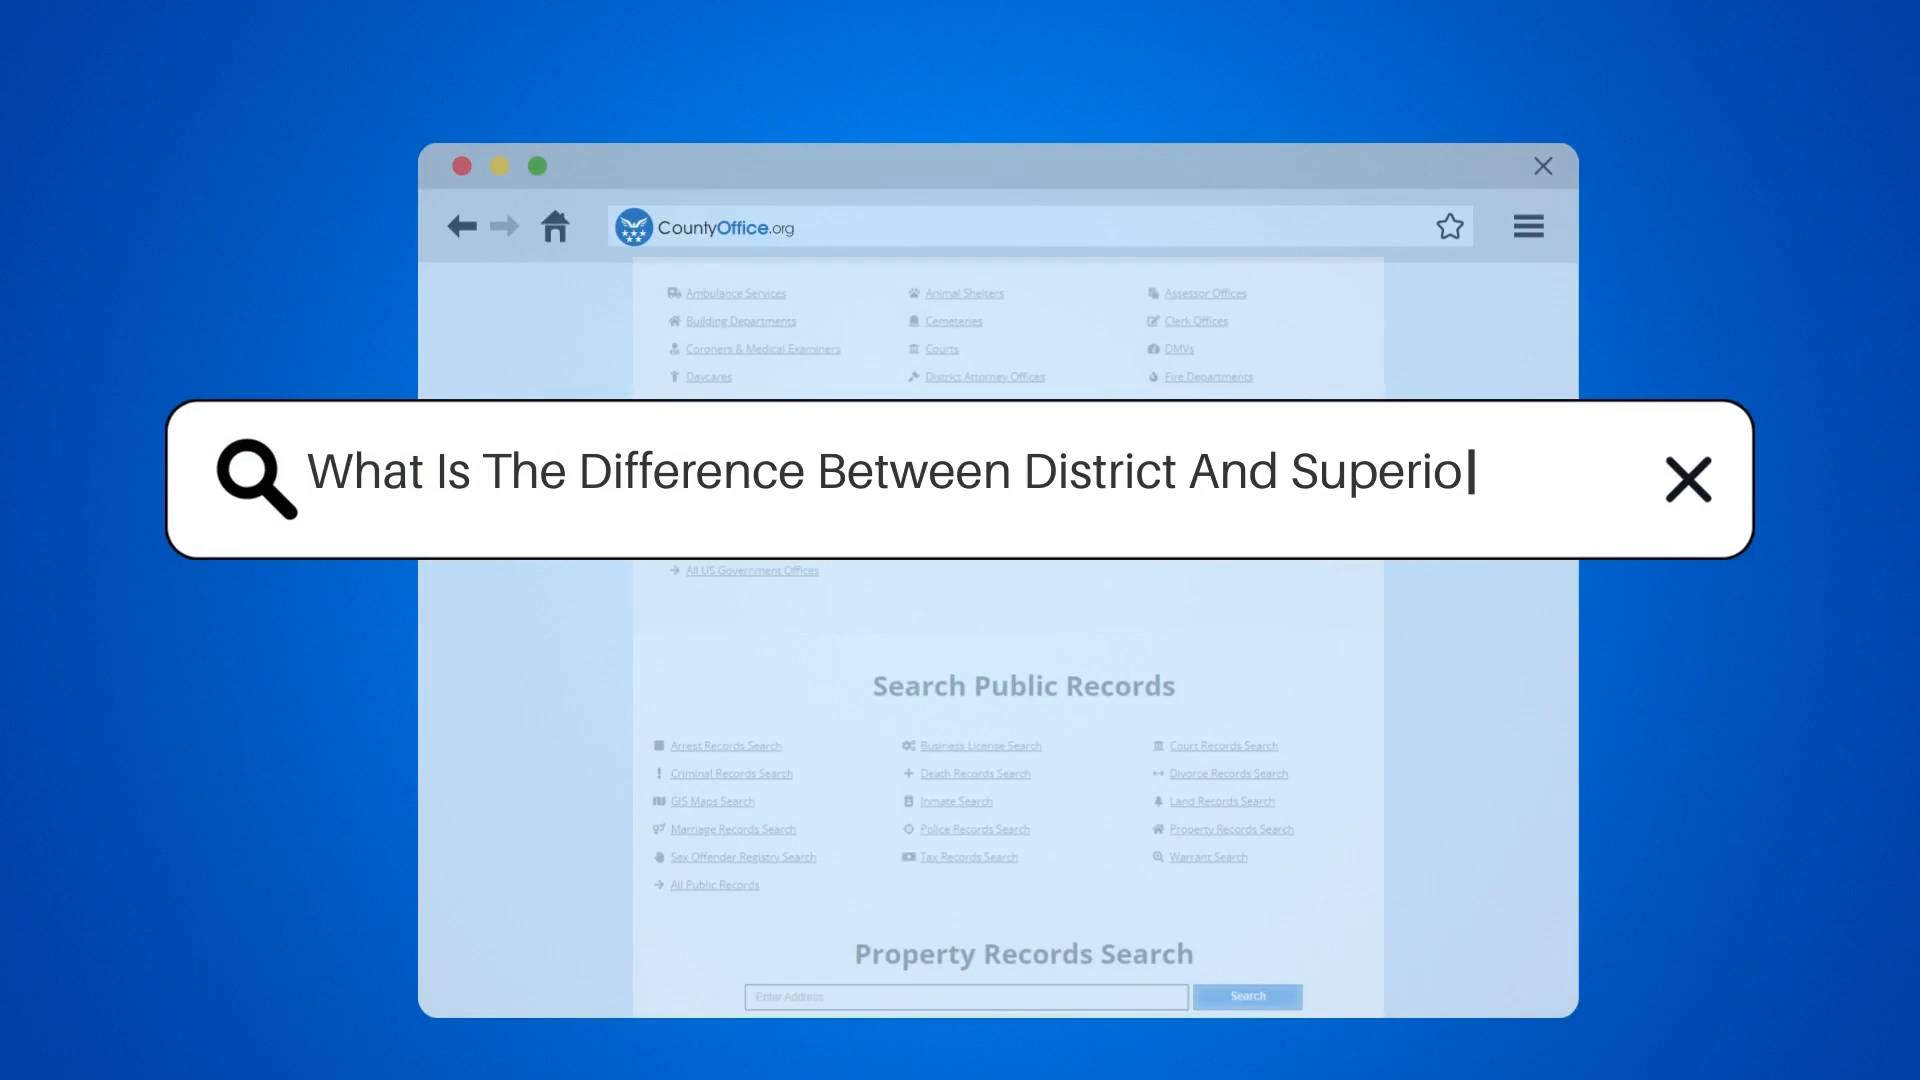 CountyOffice.org
Ambulance Services Animal Shelters Assessor Offices
Building Departments Cemeteries Clerk Offices
Coroners & Medical Examiners Courts DMVs
Daycares District Attorney Offices Fire Departments
What Is The Difference Between District And Superio
All US Government Offices
Search Public Records
Arrest Records Search Business License Search Court Records Search
Criminal Records Search Death Records Search Divorce Records Search
GIS Maps Search Inmate Search Land Records Search
Marriage Records Search Police Records Search Property Records Search
Sex Offender Registry Search Tax Records Search Warrant Search
All Public Records
Property Records Search
Enter Address Search